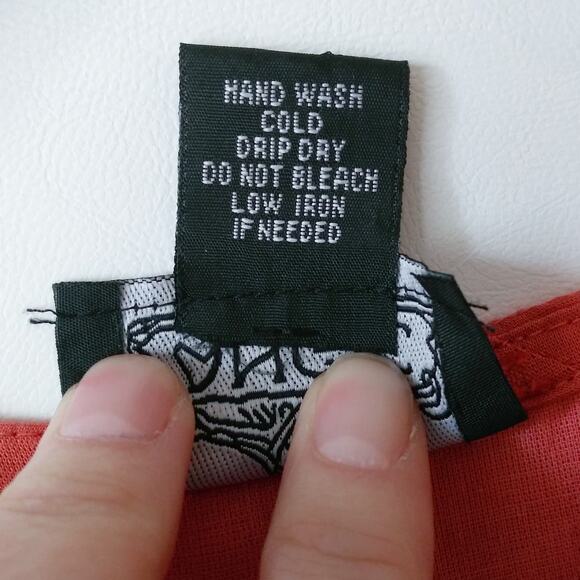 HAND WASH
COLD
DRIP DRY
DO NOT BLEACH
LOW IRON
IF NEEDED